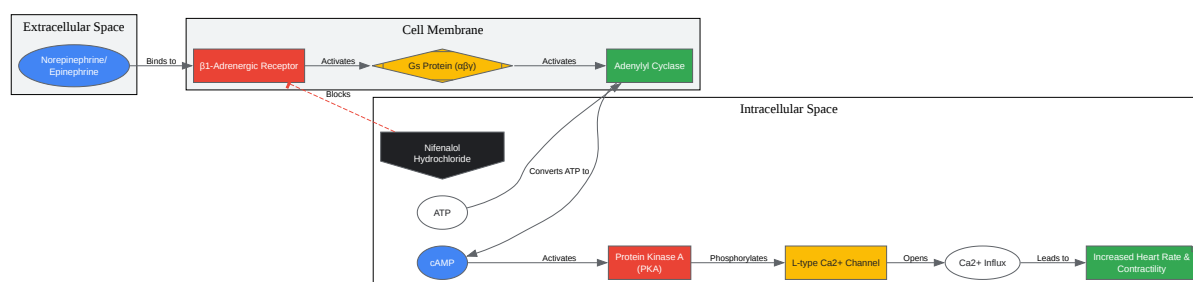 Extracellular Space
Norepinephrine/
Epinephrine
Binds to
Cell Membrane
β1-Adrenergic Receptor
Activates
Gs Protein (αβγ)
Activates
Adenylyl Cyclase
Blocks
Intracellular Space
Nifenalol
Hydrochloride
Converts ATP to
ATP
cAMP
Activates
Protein Kinase A
(PKA)
Phosphorylates
L-type Ca2+ Channel
Opens
Ca2+ Influx
Leads to
Increased Heart Rate &
Contractility